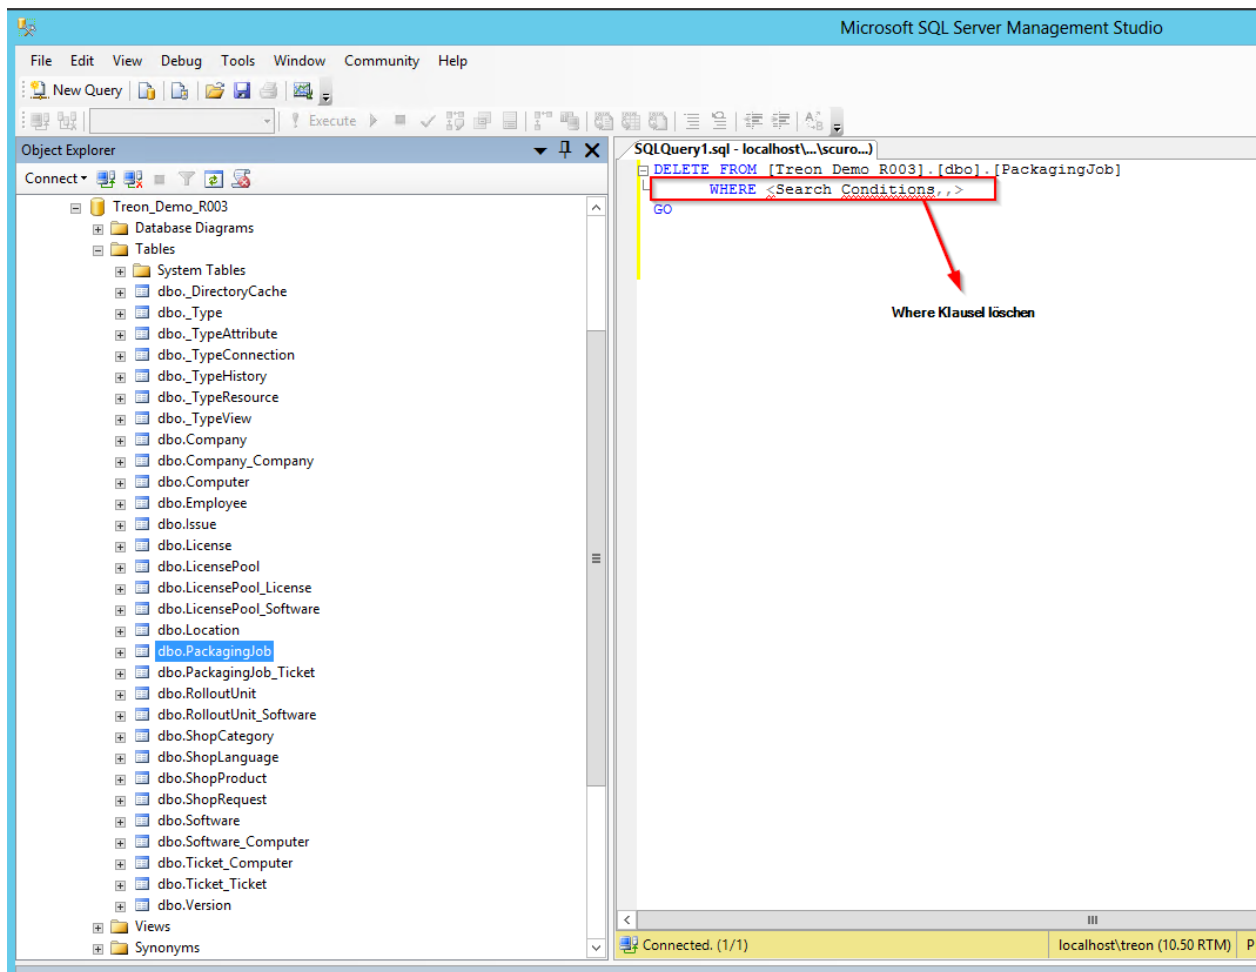 Microsoft SQL Server Management Studio
File Edit View Debug Tools Window Community Help
New Query
Execute
Object Explorer
Connect
Treon_Demo_R003
Database Diagrams
Tables
System Tables
dbo._DirectoryCache
dbo._Type
dbo._TypeAttribute
dbo._TypeConnection
dbo._TypeHistory
dbo._TypeResource
dbo._TypeView
dbo.Company
dbo.Company_Company
dbo.Computer
dbo.Employee
dbo.Issue
dbo.License
dbo.LicensePool
dbo.LicensePool_License
dbo.LicensePool_Software
dbo.Location
dbo.PackagingJob
dbo.PackagingJob_Ticket
dbo.RolloutUnit
dbo.RolloutUnit_Software
dbo.ShopCategory
dbo.ShopLanguage
dbo.ShopProduct
dbo.ShopRequest
dbo.Software
dbo.Software_Computer
dbo.Ticket_Computer
dbo.Ticket_Ticket
dbo.Version
Views
Synonyms
SQLQuery1.sql - localhost\...\scuro...)
DELETE FROM [Treon_Demo_R003].[dbo].[PackagingJob]
WHERE <Search Conditions,,>
GO
Where Klausel löschen
Connected. (1/1)
localhost\treon (10.50 RTM)
P